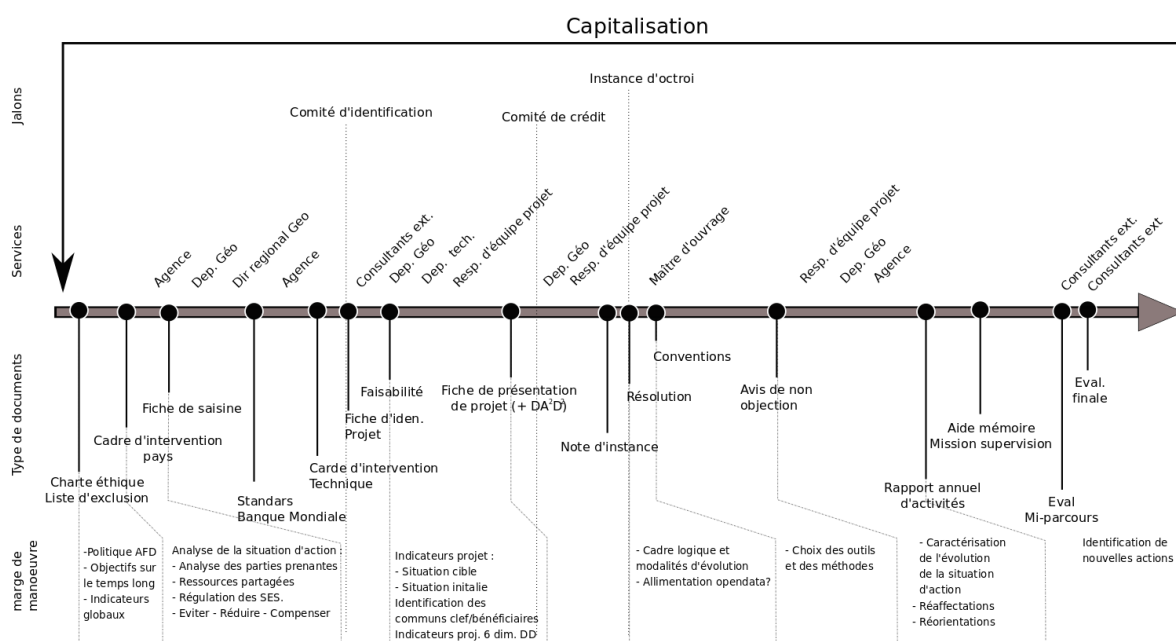 Capitalisation
Jalons
Instance d'octroi
Comité d'identification
Comité de crédit
Services
Agence
Dep. Géo
Dir regional Geo
Agence
Consultants ext.
Dep. Géo
Dep. tech.
Resp. d'équipe projet
Dep. Géo
Resp. d'équipe projet
Maître d'ouvrage
Resp. d'équipe projet
Dep. Géo
Agence
Consultants ext.
Consultants ext
Type de documents
Charte éthique
Liste d'exclusion
Cadre d'intervention
pays
Fiche de saisine
Standars
Banque Mondiale
Carde d'intervention
Technique
Fiche d'iden.
Projet
Faisabilité
Fiche de présentation
de projet (+ DA²D²)
Note d'instance
Résolution
Conventions
Avis de non
objection
Rapport annuel
d'activités
Aide mémoire
Mission supervision
Eval
Mi-parcours
Eval.
finale
marge de
manoeuvre
-Politique AFD
- Objectifs sur
le temps long
- Indicateurs
globaux
Analyse de la situation d'action :
- Analyse des parties prenantes
- Ressources partagées
- Régulation des SES.
- Eviter - Réduire - Compenser
Indicateurs projet :
- Situation cible
- Situation initalie
Identification des
communs clef/bénéficiaires
Indicateurs proj. 6 dim. DD
- Cadre logique et
modalités d'évolution
- Allimentation opendata?
- Choix des outils
et des méthodes
- Caractérisation
de l'évolution
de la situation
d'action
- Réaffectations
- Réorientations
Identification de
nouvelles actions